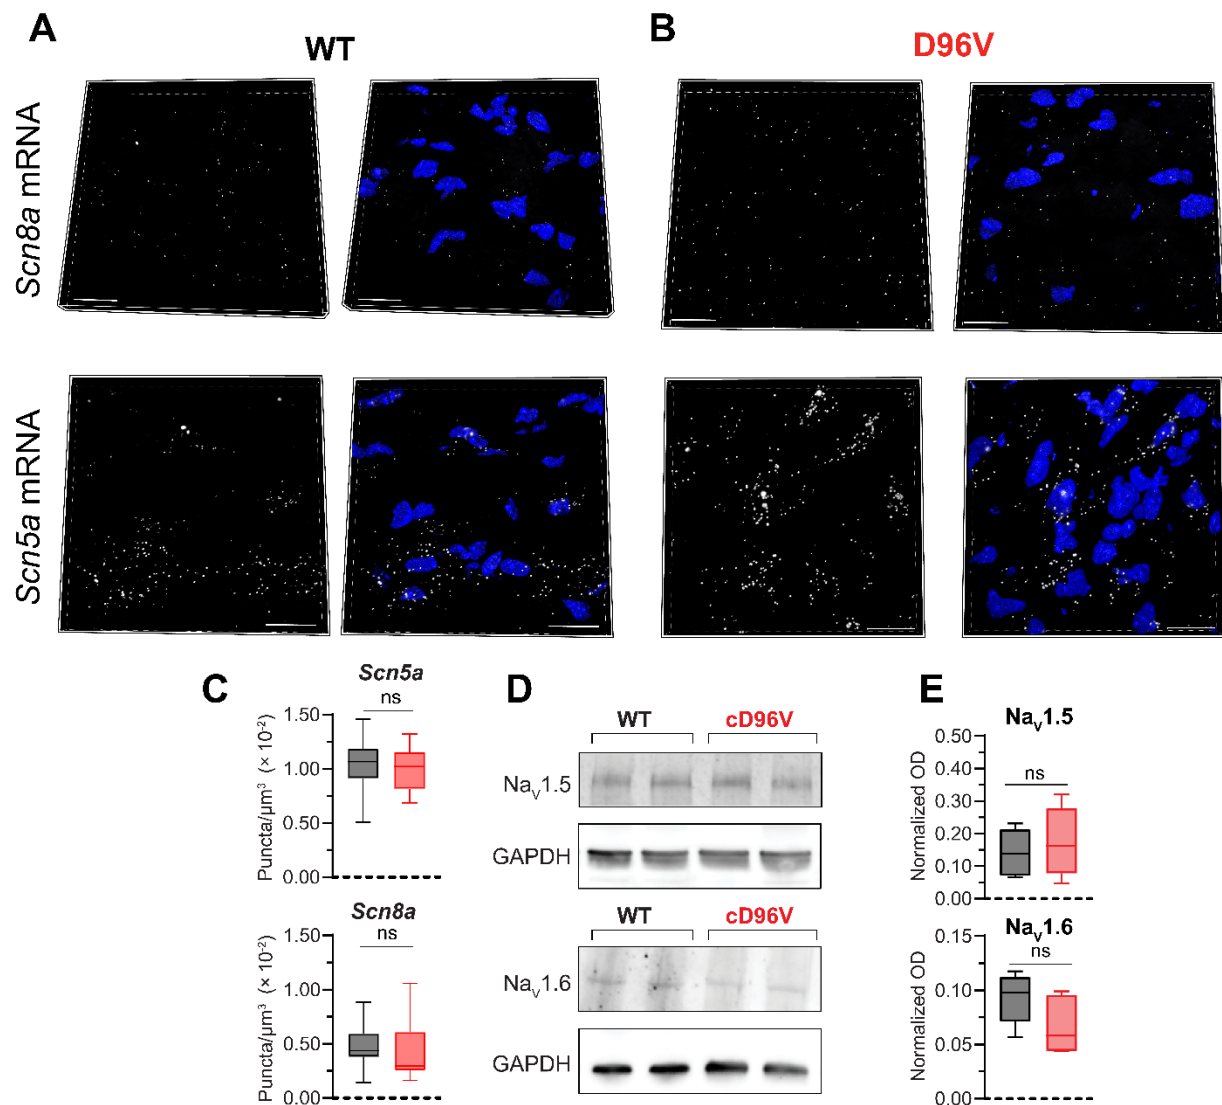 A
WT
B
D96V
Scn8a mRNA
Scn5a mRNA
C
Scn5a
ns
Puncta/μm³ (× 10⁻²)
1.50
1.00
0.50
0.00
Scn8a
ns
Puncta/μm³ (× 10⁻²)
1.50
1.00
0.50
0.00
D
WT
cD96V
NaV1.5
GAPDH
WT
cD96V
NaV1.6
GAPDH
E
NaV1.5
ns
Normalized OD
0.50
0.40
0.30
0.20
0.10
0.00
NaV1.6
ns
Normalized OD
0.15
0.10
0.05
0.00